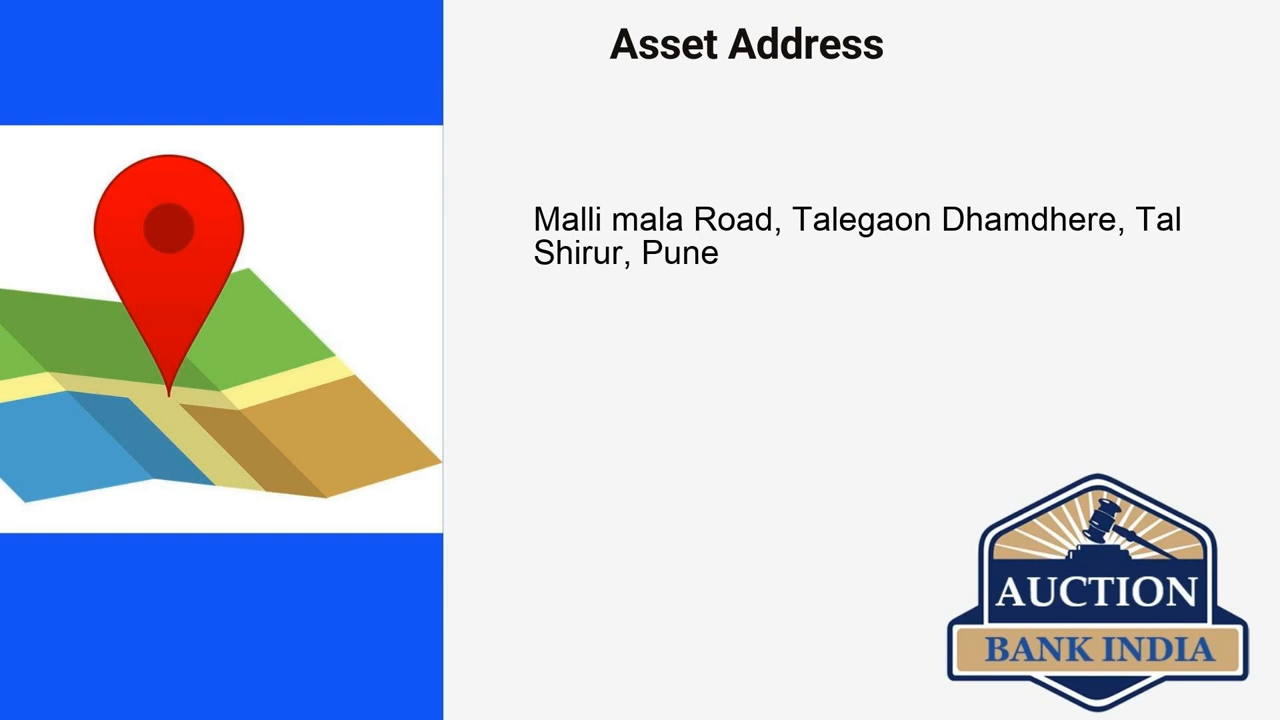 Asset Address
Malli mala Road, Talegaon Dhamdhere, Tal
Shirur, Pune
AUCTION
BANK INDIA